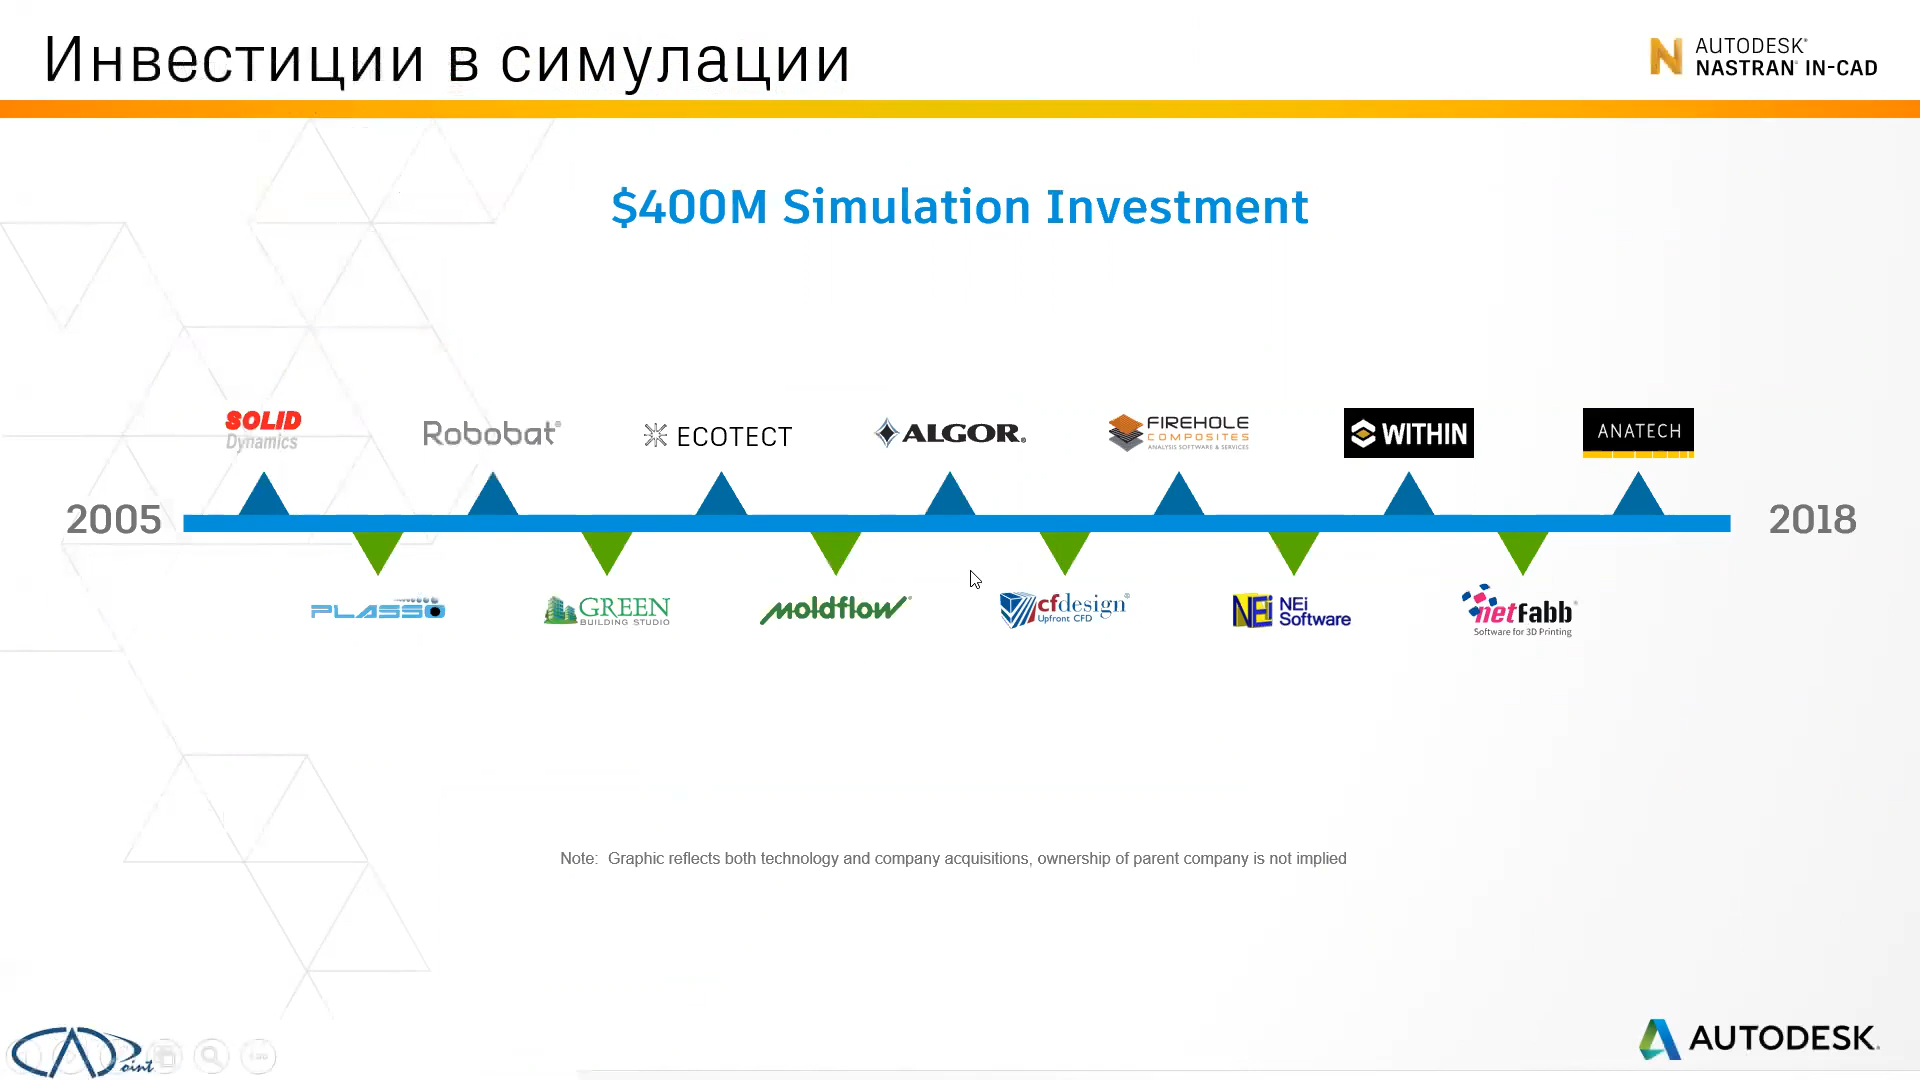 Инвестиции в симуляции
AUTODESK®
NASTRAN® IN-CAD
$400M Simulation Investment
SOLID
Dynamics
Robobat®
ECOTECT
ALGOR®
FIREHOLE
COMPOSITES
ANALYSIS SOFTWARE & SERVICES
WITHIN
ANATECH
2005
2018
PLASSO
GREEN
BUILDING STUDIO
moldflow®
cfdesign®
Upfront CFD
NEi
Software
netfabb®
Software for 3D Printing
Note: Graphic reflects both technology and company acquisitions, ownership of parent company is not implied
CADPoint
AUTODESK®